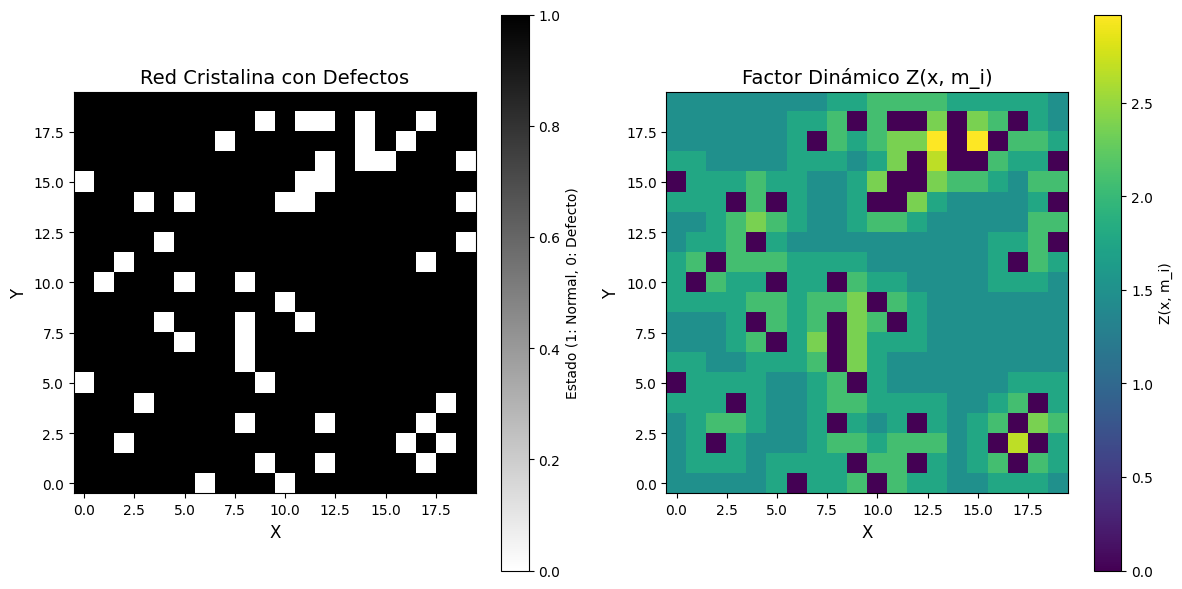 Red Cristalina con Defectos
Y
17.5
15.0
12.5
10.0
7.5
5.0
2.5
0.0
0.0 2.5 5.0 7.5 10.0 12.5 15.0 17.5
X
1.0
0.8
0.6
0.4
0.2
0.0
Estado (1: Normal, 0: Defecto)
Factor Dinámico Z(x, m_i)
Y
17.5
15.0
12.5
10.0
7.5
5.0
2.5
0.0
0.0 2.5 5.0 7.5 10.0 12.5 15.0 17.5
X
2.5
2.0
1.5
1.0
0.5
0.0
Z(x, m_i)